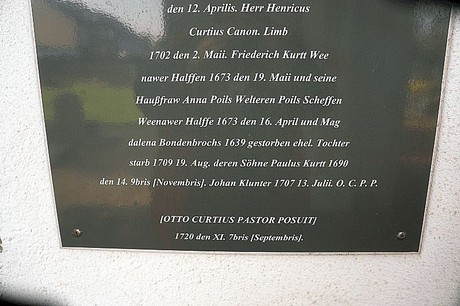 den 12. Aprilis. Herr Henricus
Curtius Canon. Limb
1702 den 2. Maii. Friederich Kurtt Wee
nawer Halffen 1673 den 19. Maii und seine
Haußfraw Anna Poils Welteren Poils Scheffen
Weenawer Halffe 1673 den 16. April und Mag
dalena Bondenbrochs 1639 gestorben ehel. Tochter
starb 1709 19. Aug. deren Söhne Paulus Kurtt 1690
den 14. 9bris [Novembris]. Johan Klunter 1707 13. Julii. O. C. P. P.
[OTTO CURTIUS PASTOR POSUIT]
1720 den XI. 7bris [Septembris].